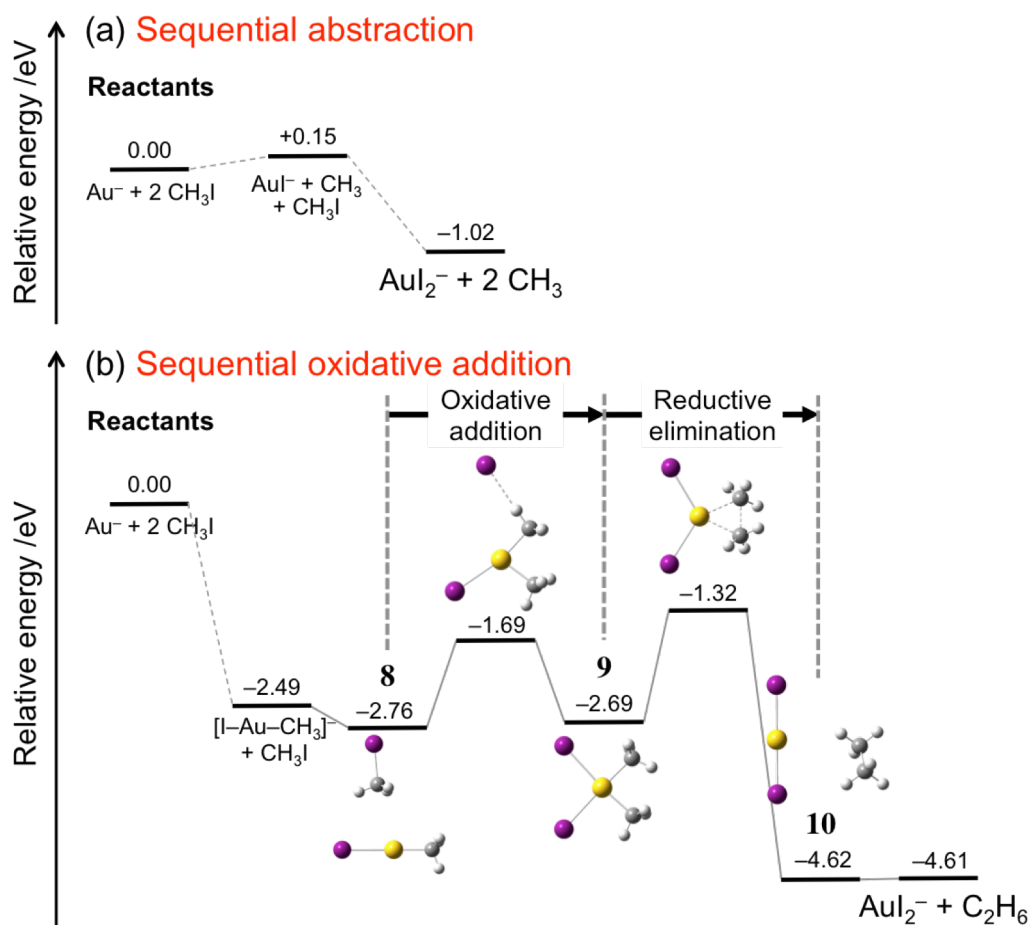 (a) Sequential abstraction
Relative energy /eV
Reactants
0.00
Au⁻ + 2 CH₃I
+0.15
AuI⁻ + CH₃
+ CH₃I
–1.02
AuI₂⁻ + 2 CH₃
(b) Sequential oxidative addition
Relative energy /eV
Reactants
Oxidative
addition
Reductive
elimination
0.00
Au⁻ + 2 CH₃I
–2.49
[I–Au–CH₃]⁻
+ CH₃I
8
–2.76
–1.69
9
–2.69
–1.32
10
–4.62
–4.61
AuI₂⁻ + C₂H₆